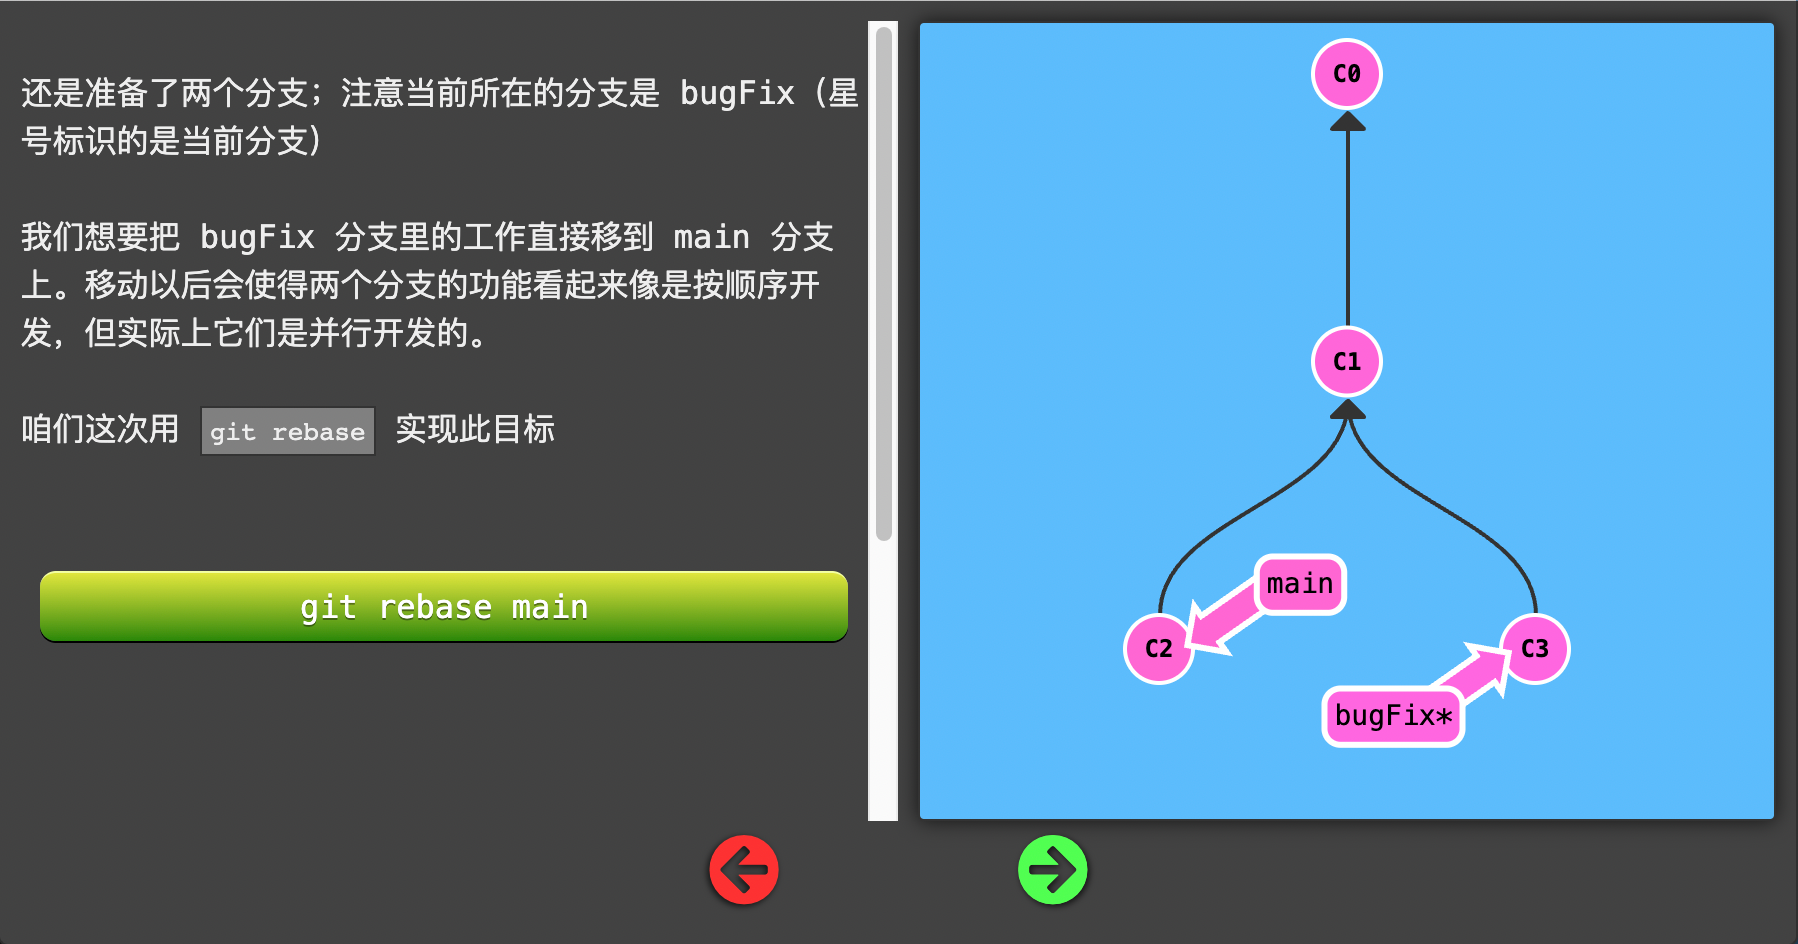 还是准备了两个分支；注意当前所在的分支是 bugFix（星
号标识的是当前分支）
我们想要把 bugFix 分支里的工作直接移到 main 分支
上。移动以后会使得两个分支的功能看起来像是按顺序开
发，但实际上它们是并行开发的。
咱们这次用 git rebase 实现此目标
git rebase main
C0
C1
main
C2
C3
bugFix*